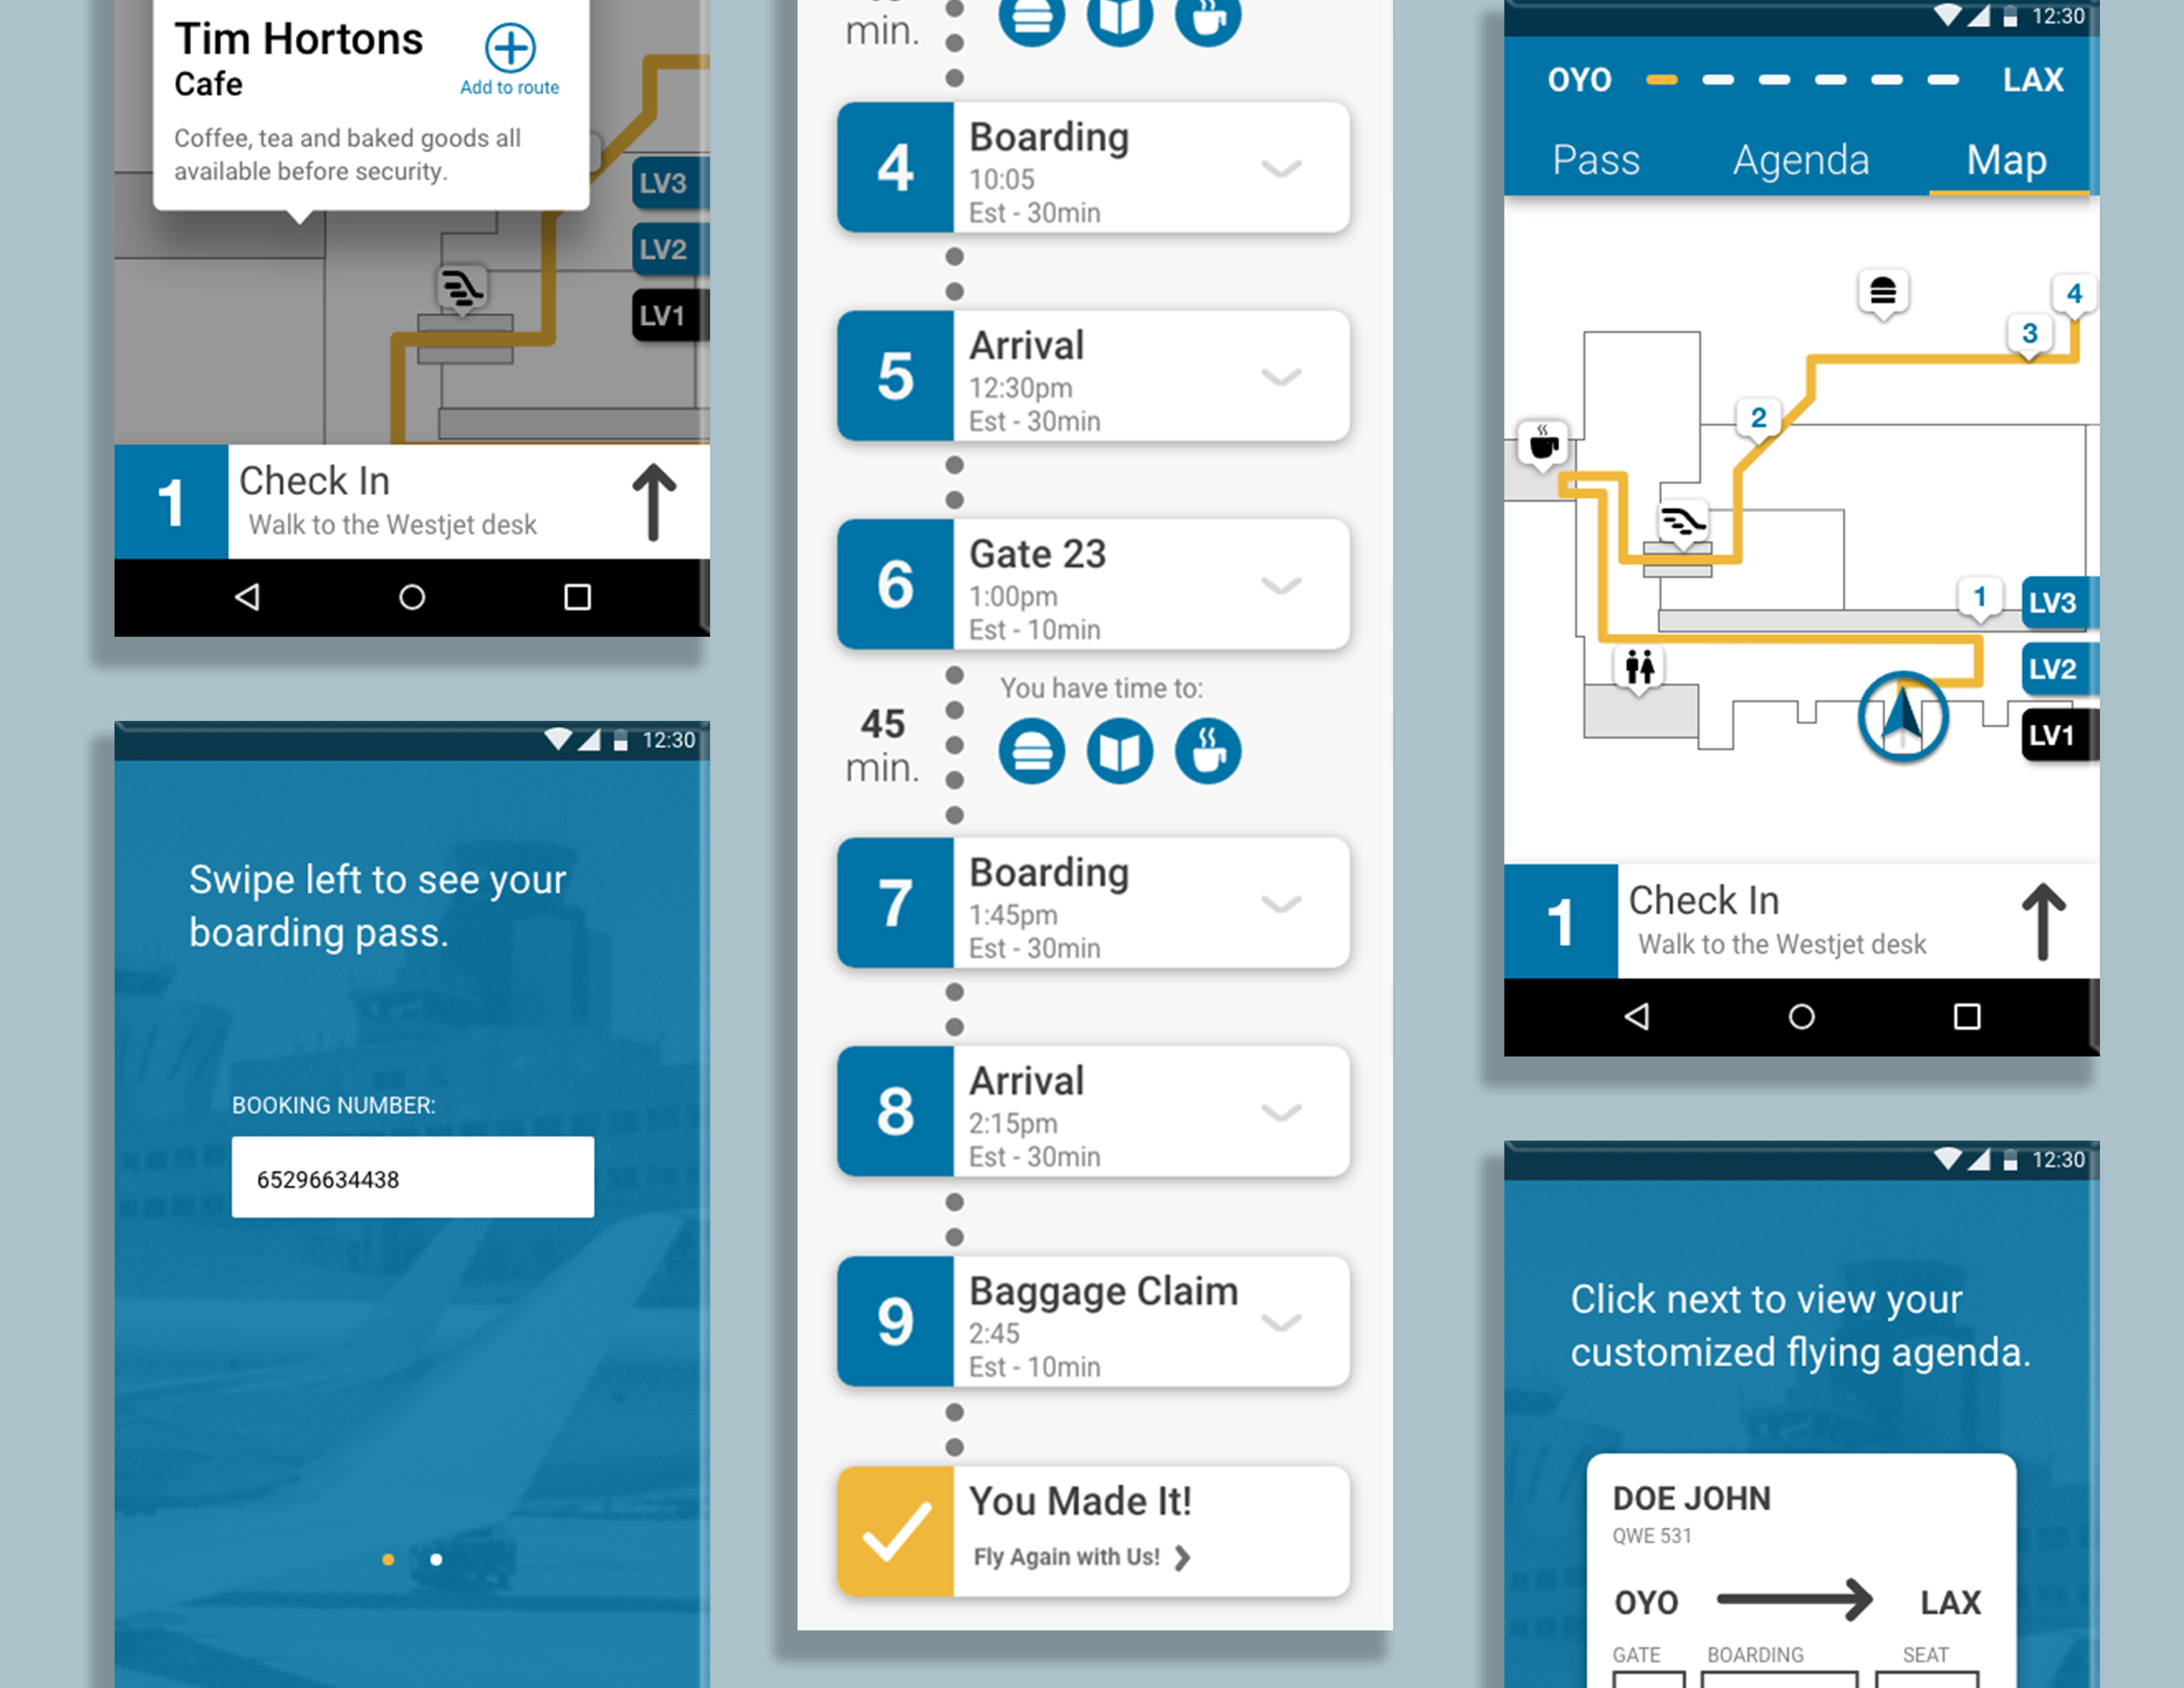 Tim Hortons
Cafe
Add to route
Coffee, tea and baked goods all
available before security.
LV3
LV2
LV1
1
Check In
Walk to the Westjet desk
12:30
Swipe left to see your
boarding pass.
BOOKING NUMBER:
65296634438
min.
4
Boarding
10:05
Est - 30min
5
Arrival
12:30pm
Est - 30min
6
Gate 23
1:00pm
Est - 10min
You have time to:
45
min.
7
Boarding
1:45pm
Est - 30min
8
Arrival
2:15pm
Est - 30min
9
Baggage Claim
2:45
Est - 10min
You Made It!
Fly Again with Us!
12:30
OYO LAX
Pass Agenda Map
4
3
2
1
LV3
LV2
LV1
1
Check In
Walk to the Westjet desk
12:30
Click next to view your
customized flying agenda.
DOE JOHN
QWE 531
OYO LAX
GATE BOARDING SEAT